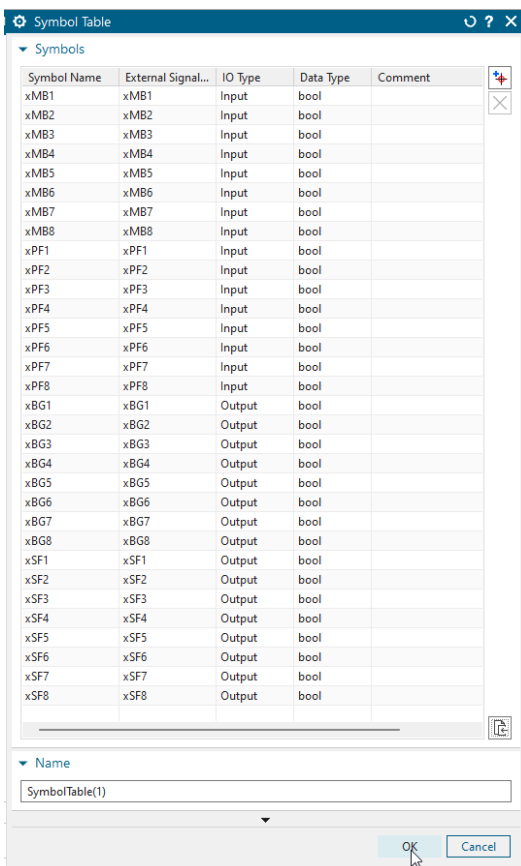 Symbol Table
Symbols
Symbol Name External Signal... IO Type Data Type Comment
xMB1 xMB1 Input bool
xMB2 xMB2 Input bool
xMB3 xMB3 Input bool
xMB4 xMB4 Input bool
xMB5 xMB5 Input bool
xMB6 xMB6 Input bool
xMB7 xMB7 Input bool
xMB8 xMB8 Input bool
xPF1 xPF1 Input bool
xPF2 xPF2 Input bool
xPF3 xPF3 Input bool
xPF4 xPF4 Input bool
xPF5 xPF5 Input bool
xPF6 xPF6 Input bool
xPF7 xPF7 Input bool
xPF8 xPF8 Input bool
xBG1 xBG1 Output bool
xBG2 xBG2 Output bool
xBG3 xBG3 Output bool
xBG4 xBG4 Output bool
xBG5 xBG5 Output bool
xBG6 xBG6 Output bool
xBG7 xBG7 Output bool
xBG8 xBG8 Output bool
xSF1 xSF1 Output bool
xSF2 xSF2 Output bool
xSF3 xSF3 Output bool
xSF4 xSF4 Output bool
xSF5 xSF5 Output bool
xSF6 xSF6 Output bool
xSF7 xSF7 Output bool
xSF8 xSF8 Output bool
Name
SymbolTable(1)
OK Cancel